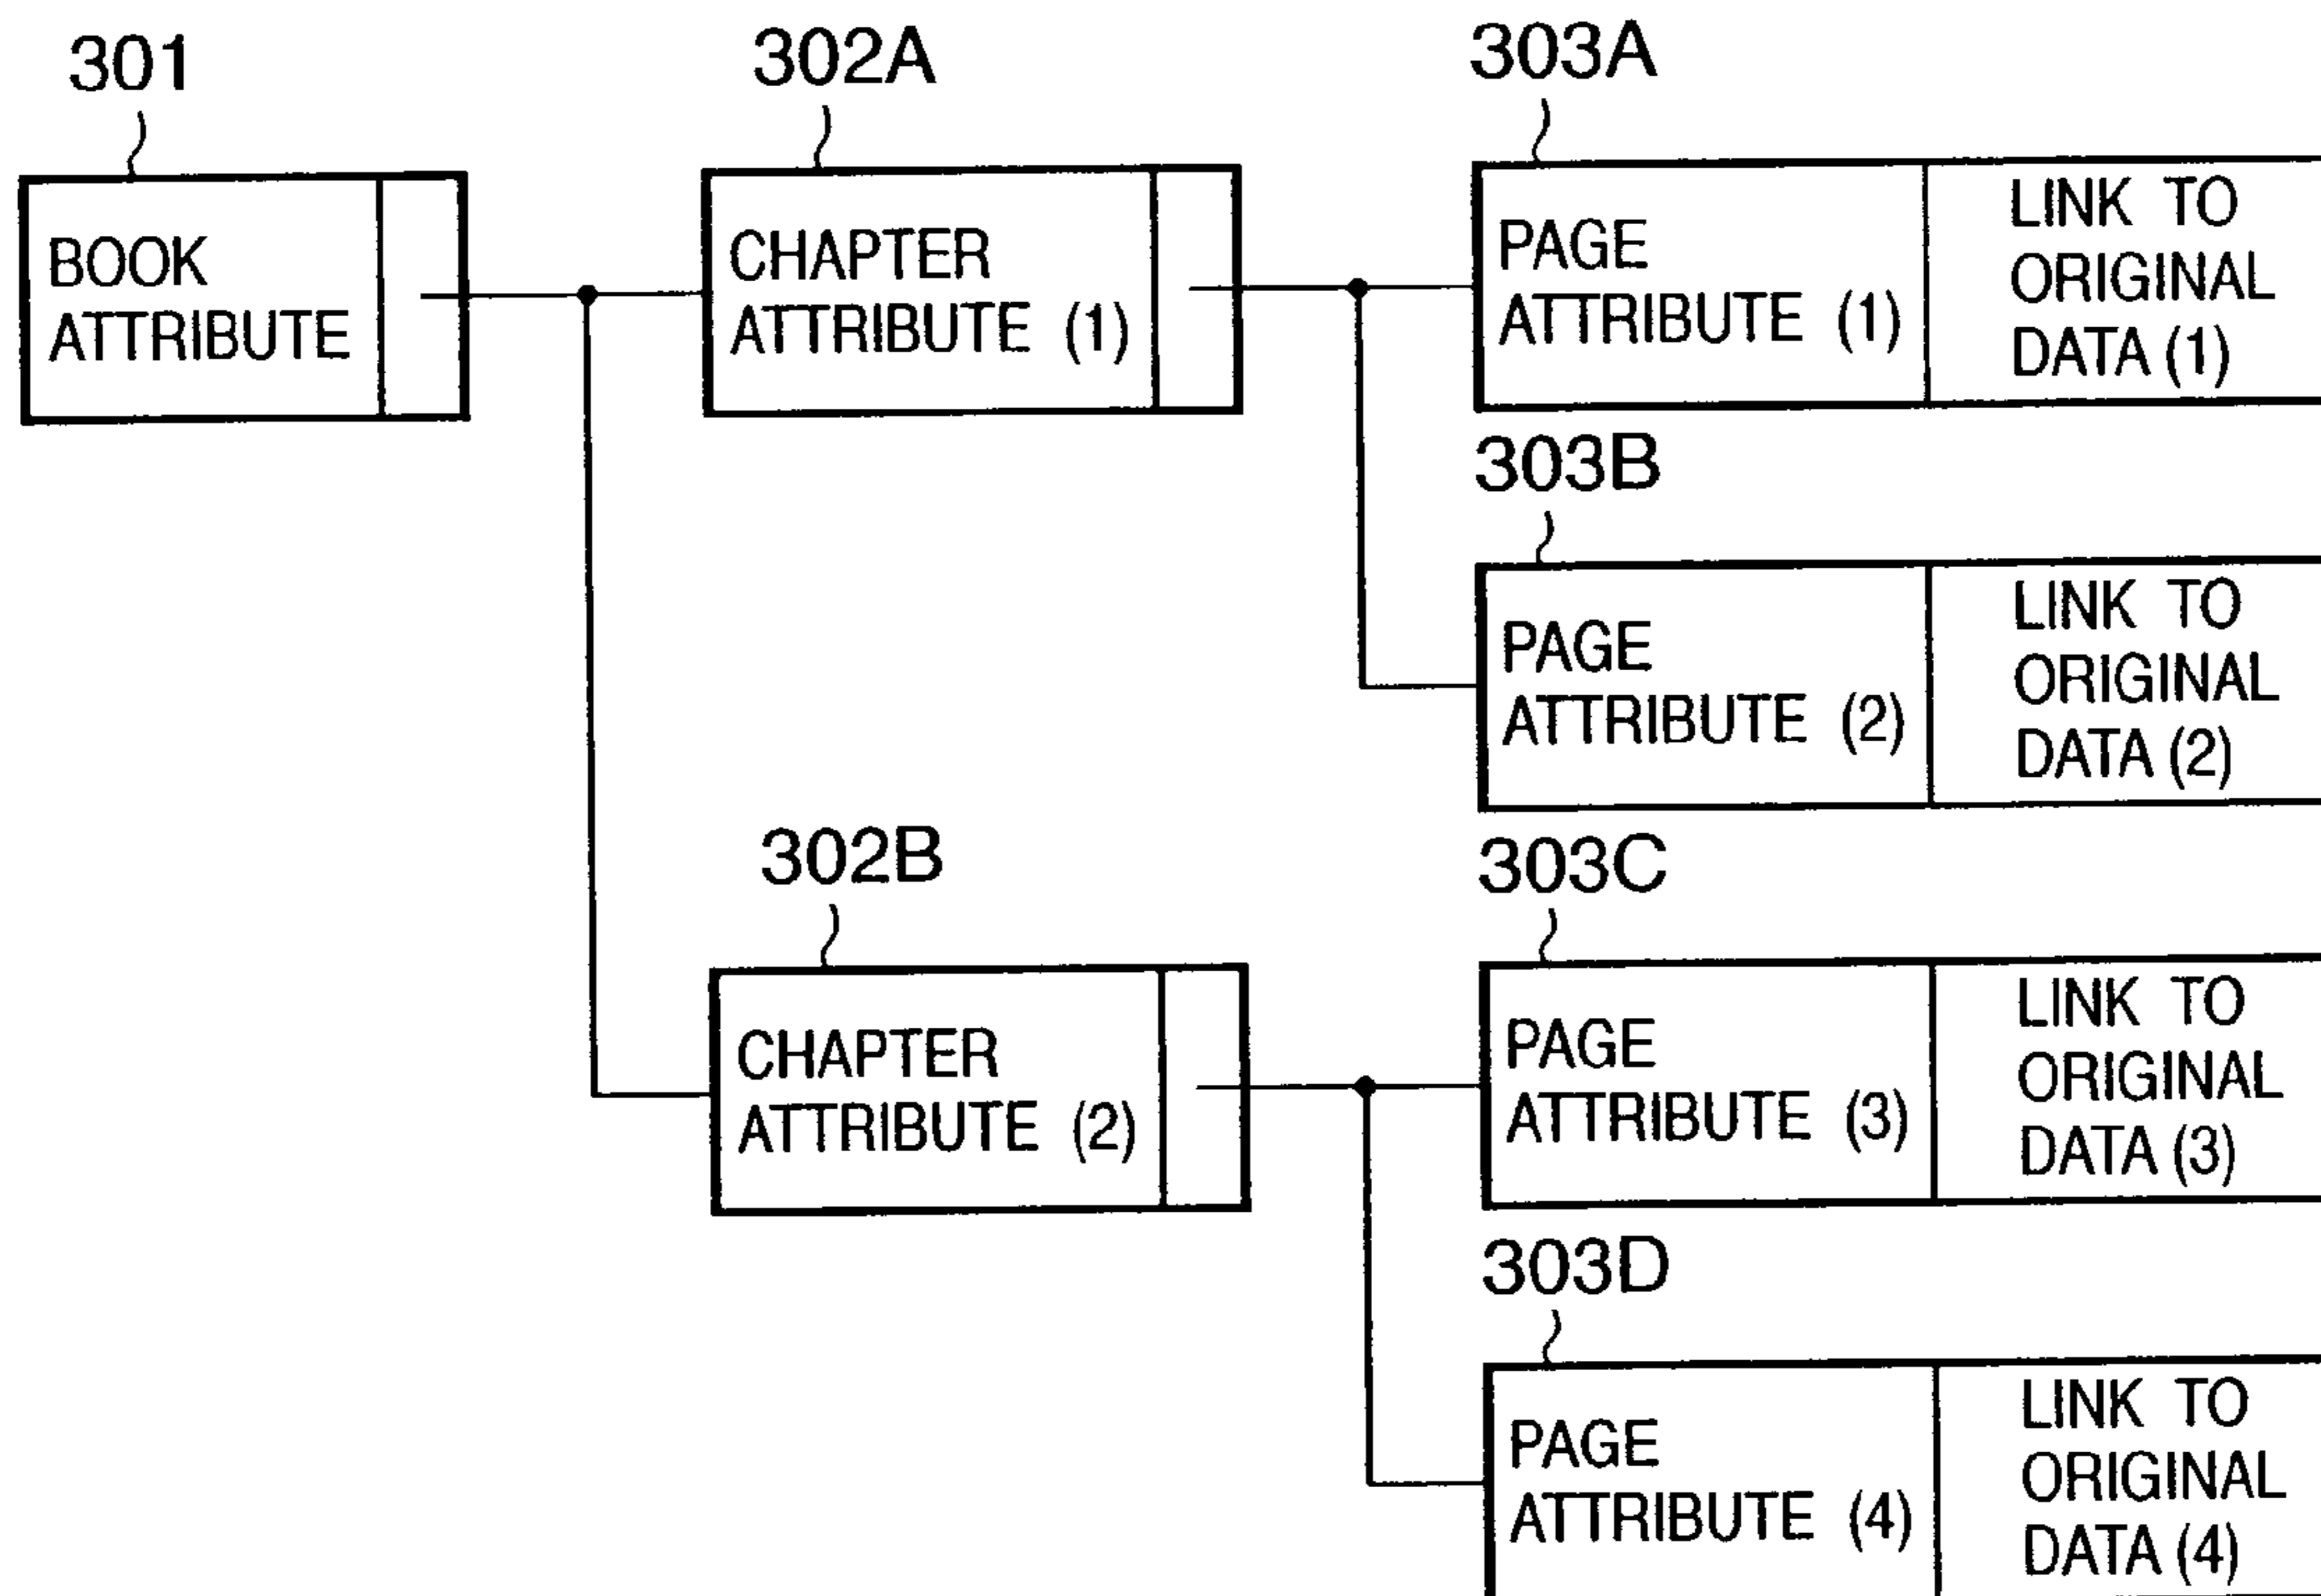 301
BOOK
ATTRIBUTE
302A
CHAPTER
ATTRIBUTE (1)
303A
PAGE
ATTRIBUTE (1)
LINK TO
ORIGINAL
DATA (1)
303B
PAGE
ATTRIBUTE (2)
LINK TO
ORIGINAL
DATA (2)
302B
CHAPTER
ATTRIBUTE (2)
303C
PAGE
ATTRIBUTE (3)
LINK TO
ORIGINAL
DATA (3)
303D
PAGE
ATTRIBUTE (4)
LINK TO
ORIGINAL
DATA (4)